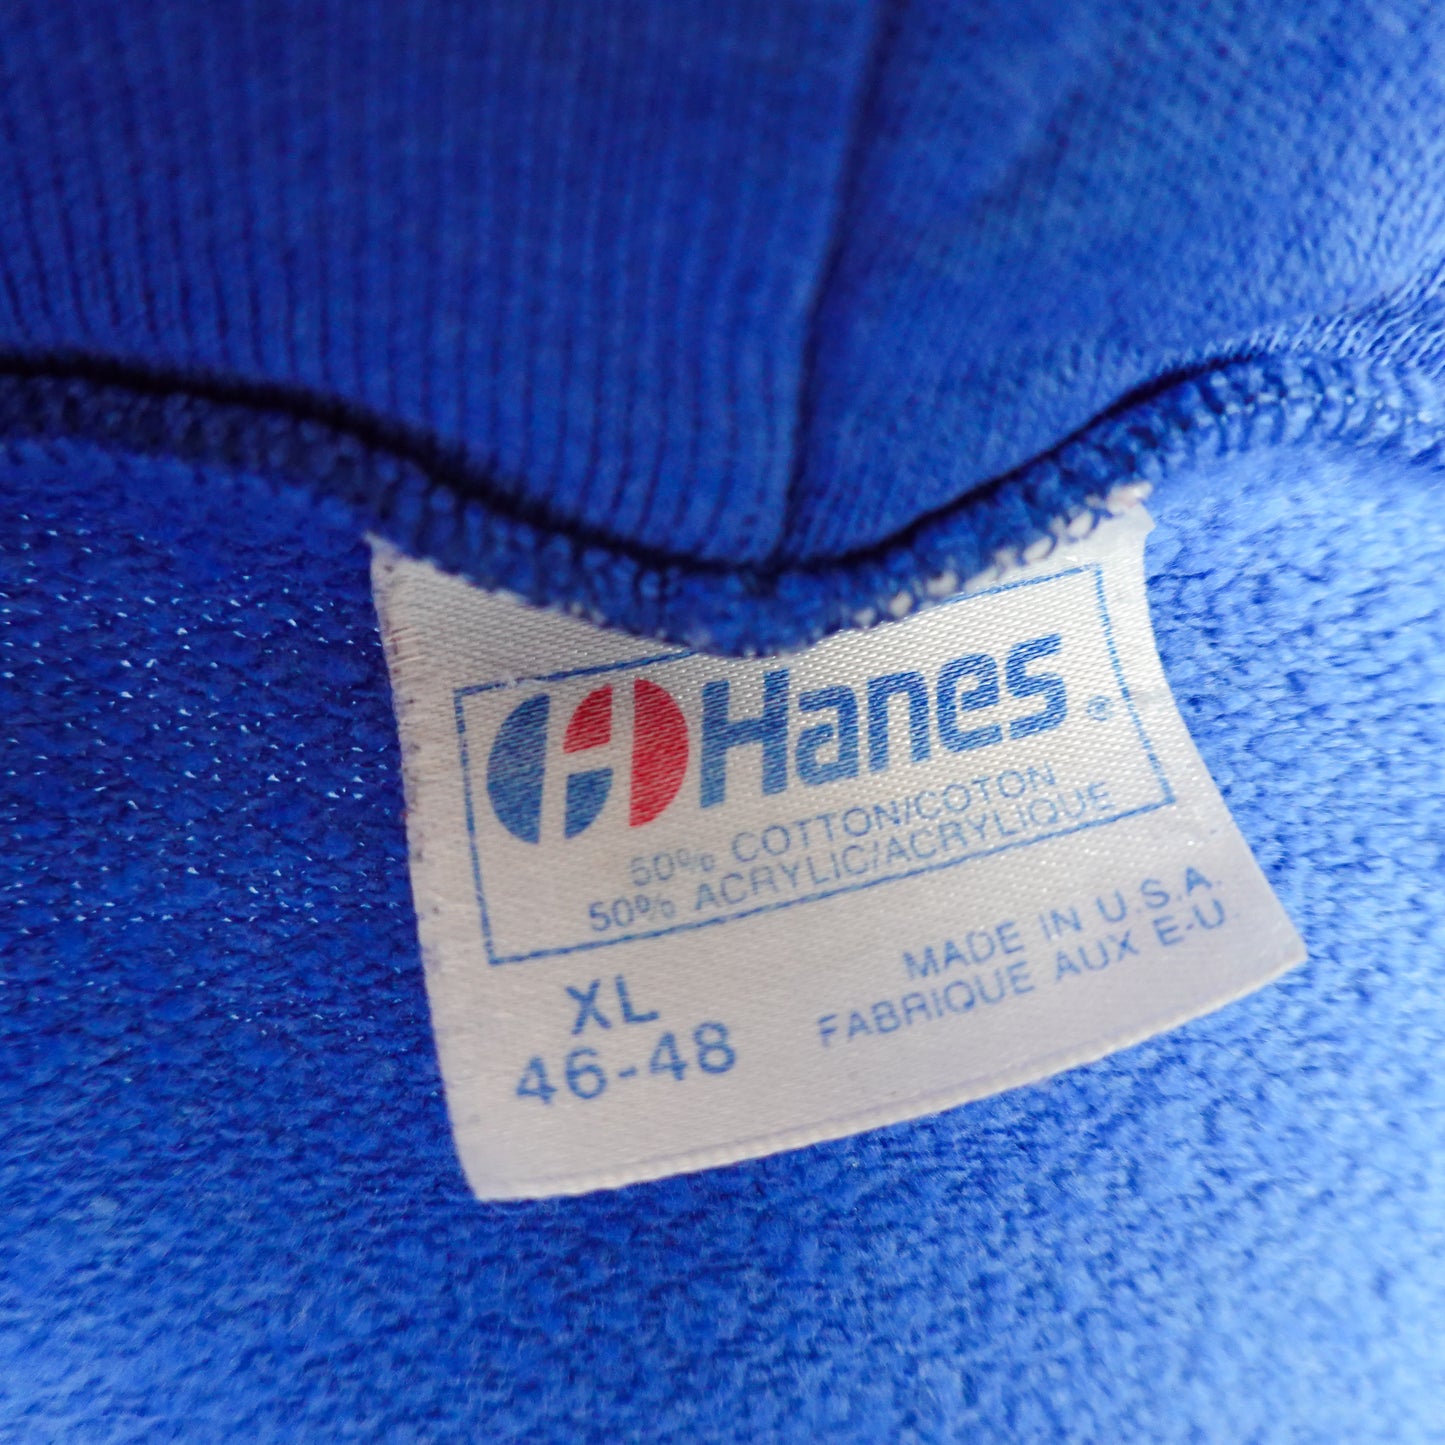 Hanes®
50% COTTON/COTON
50% ACRYLIC/ACRYLIQUE
XL
46-48
MADE IN U.S.A.
FABRIQUE AUX E-U.